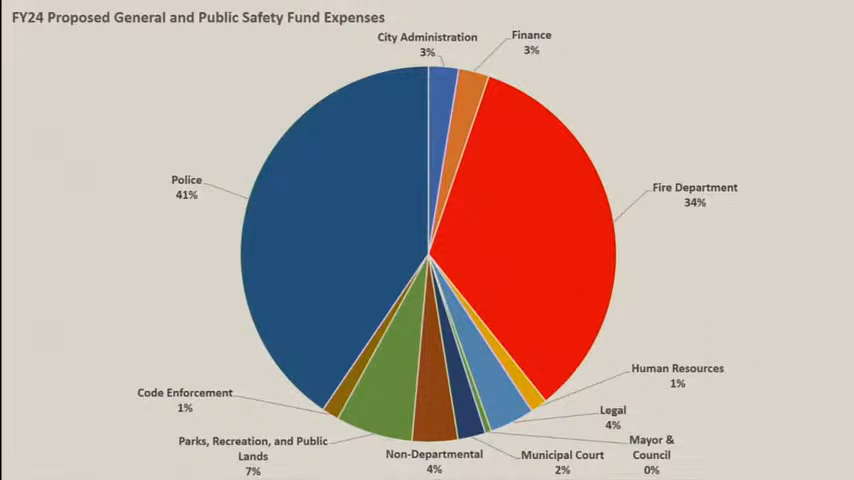 FY24 Proposed General and Public Safety Fund Expenses
City Administration
3%
Finance
3%
Police
41%
Fire Department
34%
Human Resources
1%
Code Enforcement
1%
Legal
4%
Parks, Recreation, and Public
Lands
7%
Non-Departmental
4%
Municipal Court
2%
Mayor &
Council
0%